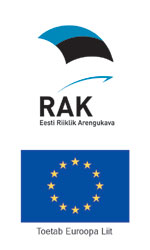 RAK
Eesti Riiklik Arengukava
Toetab Euroopa Liit